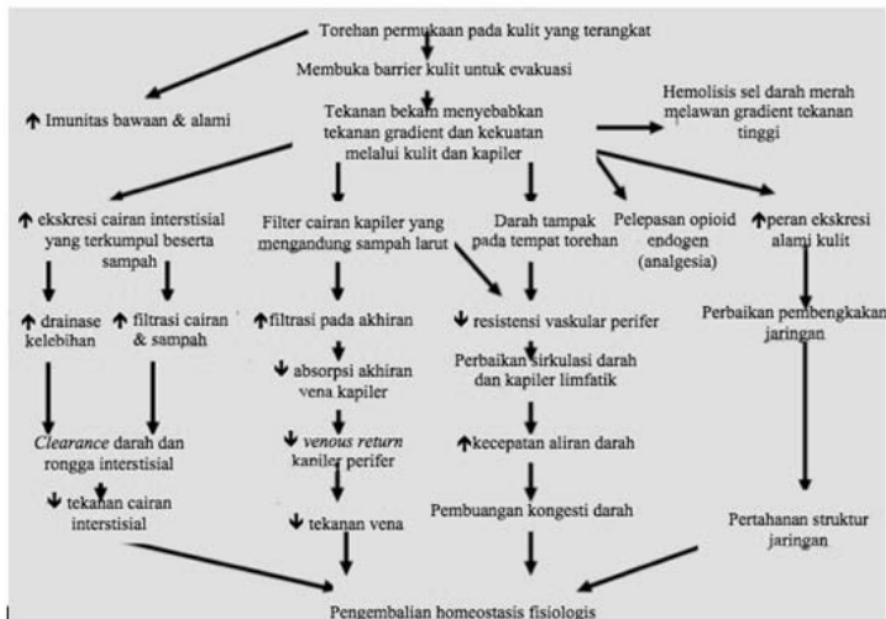 Torehan permukaan pada kulit yang terangkat
Membuka barrier kulit untuk evakuasi
↑ Imunitas bawaan & alami
Tekanan bekam menyebabkan
tekanan gradient dan kekuatan
melalui kulit dan kapiler
Hemolisis sel darah merah
melawan gradient tekanan
tinggi
↑ ekskresi cairan interstisial
yang terkumpul beserta
sampah
Filter cairan kapiler yang
mengandung sampah larut
Darah tampak
pada tempat torehan
Pelepasan opioid
endogen
(analgesia)
↑peran ekskresi
alami kulit
↑ drainase
kelebihan
↑ filtrasi cairan
& sampah
↑filtrasi pada akhiran
↓ resistensi vaskular perifer
Perbaikan pembengkakan
jaringan
↓ absorpsi akhiran
vena kapiler
Perbaikan sirkulasi darah
dan kapiler limfatik
Clearance darah dan
rongga interstisial
↓ venous return
kapiler perifer
↑kecepatan aliran darah
↓ tekanan cairan
interstisial
↓ tekanan vena
Pembuangan kongesti darah
Pertahanan struktur
jaringan
Pengembalian homeostasis fisiologis